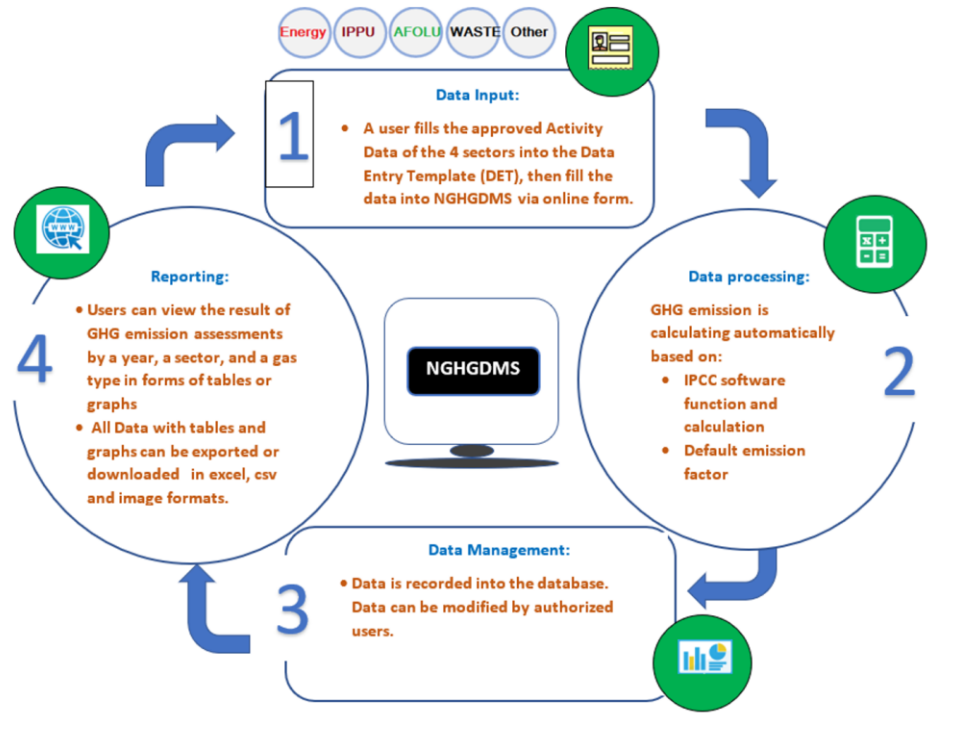 Energy IPPU AFOLU WASTE Other
1
Data Input:
• A user fills the approved Activity
Data of the 4 sectors into the Data
Entry Template (DET), then fill the
data into NGHGDMS via online form.
2
Data processing:
GHG emission is
calculating automatically
based on:
• IPCC software
function and
calculation
• Default emission
factor
NGHGDMS
3
Data Management:
• Data is recorded into the database.
Data can be modified by authorized
users.
4
WWW
Reporting:
• Users can view the result of
GHG emission assessments
by a year, a sector, and a gas
type in forms of tables or
graphs
• All Data with tables and
graphs can be exported or
downloaded in excel, csv
and image formats.